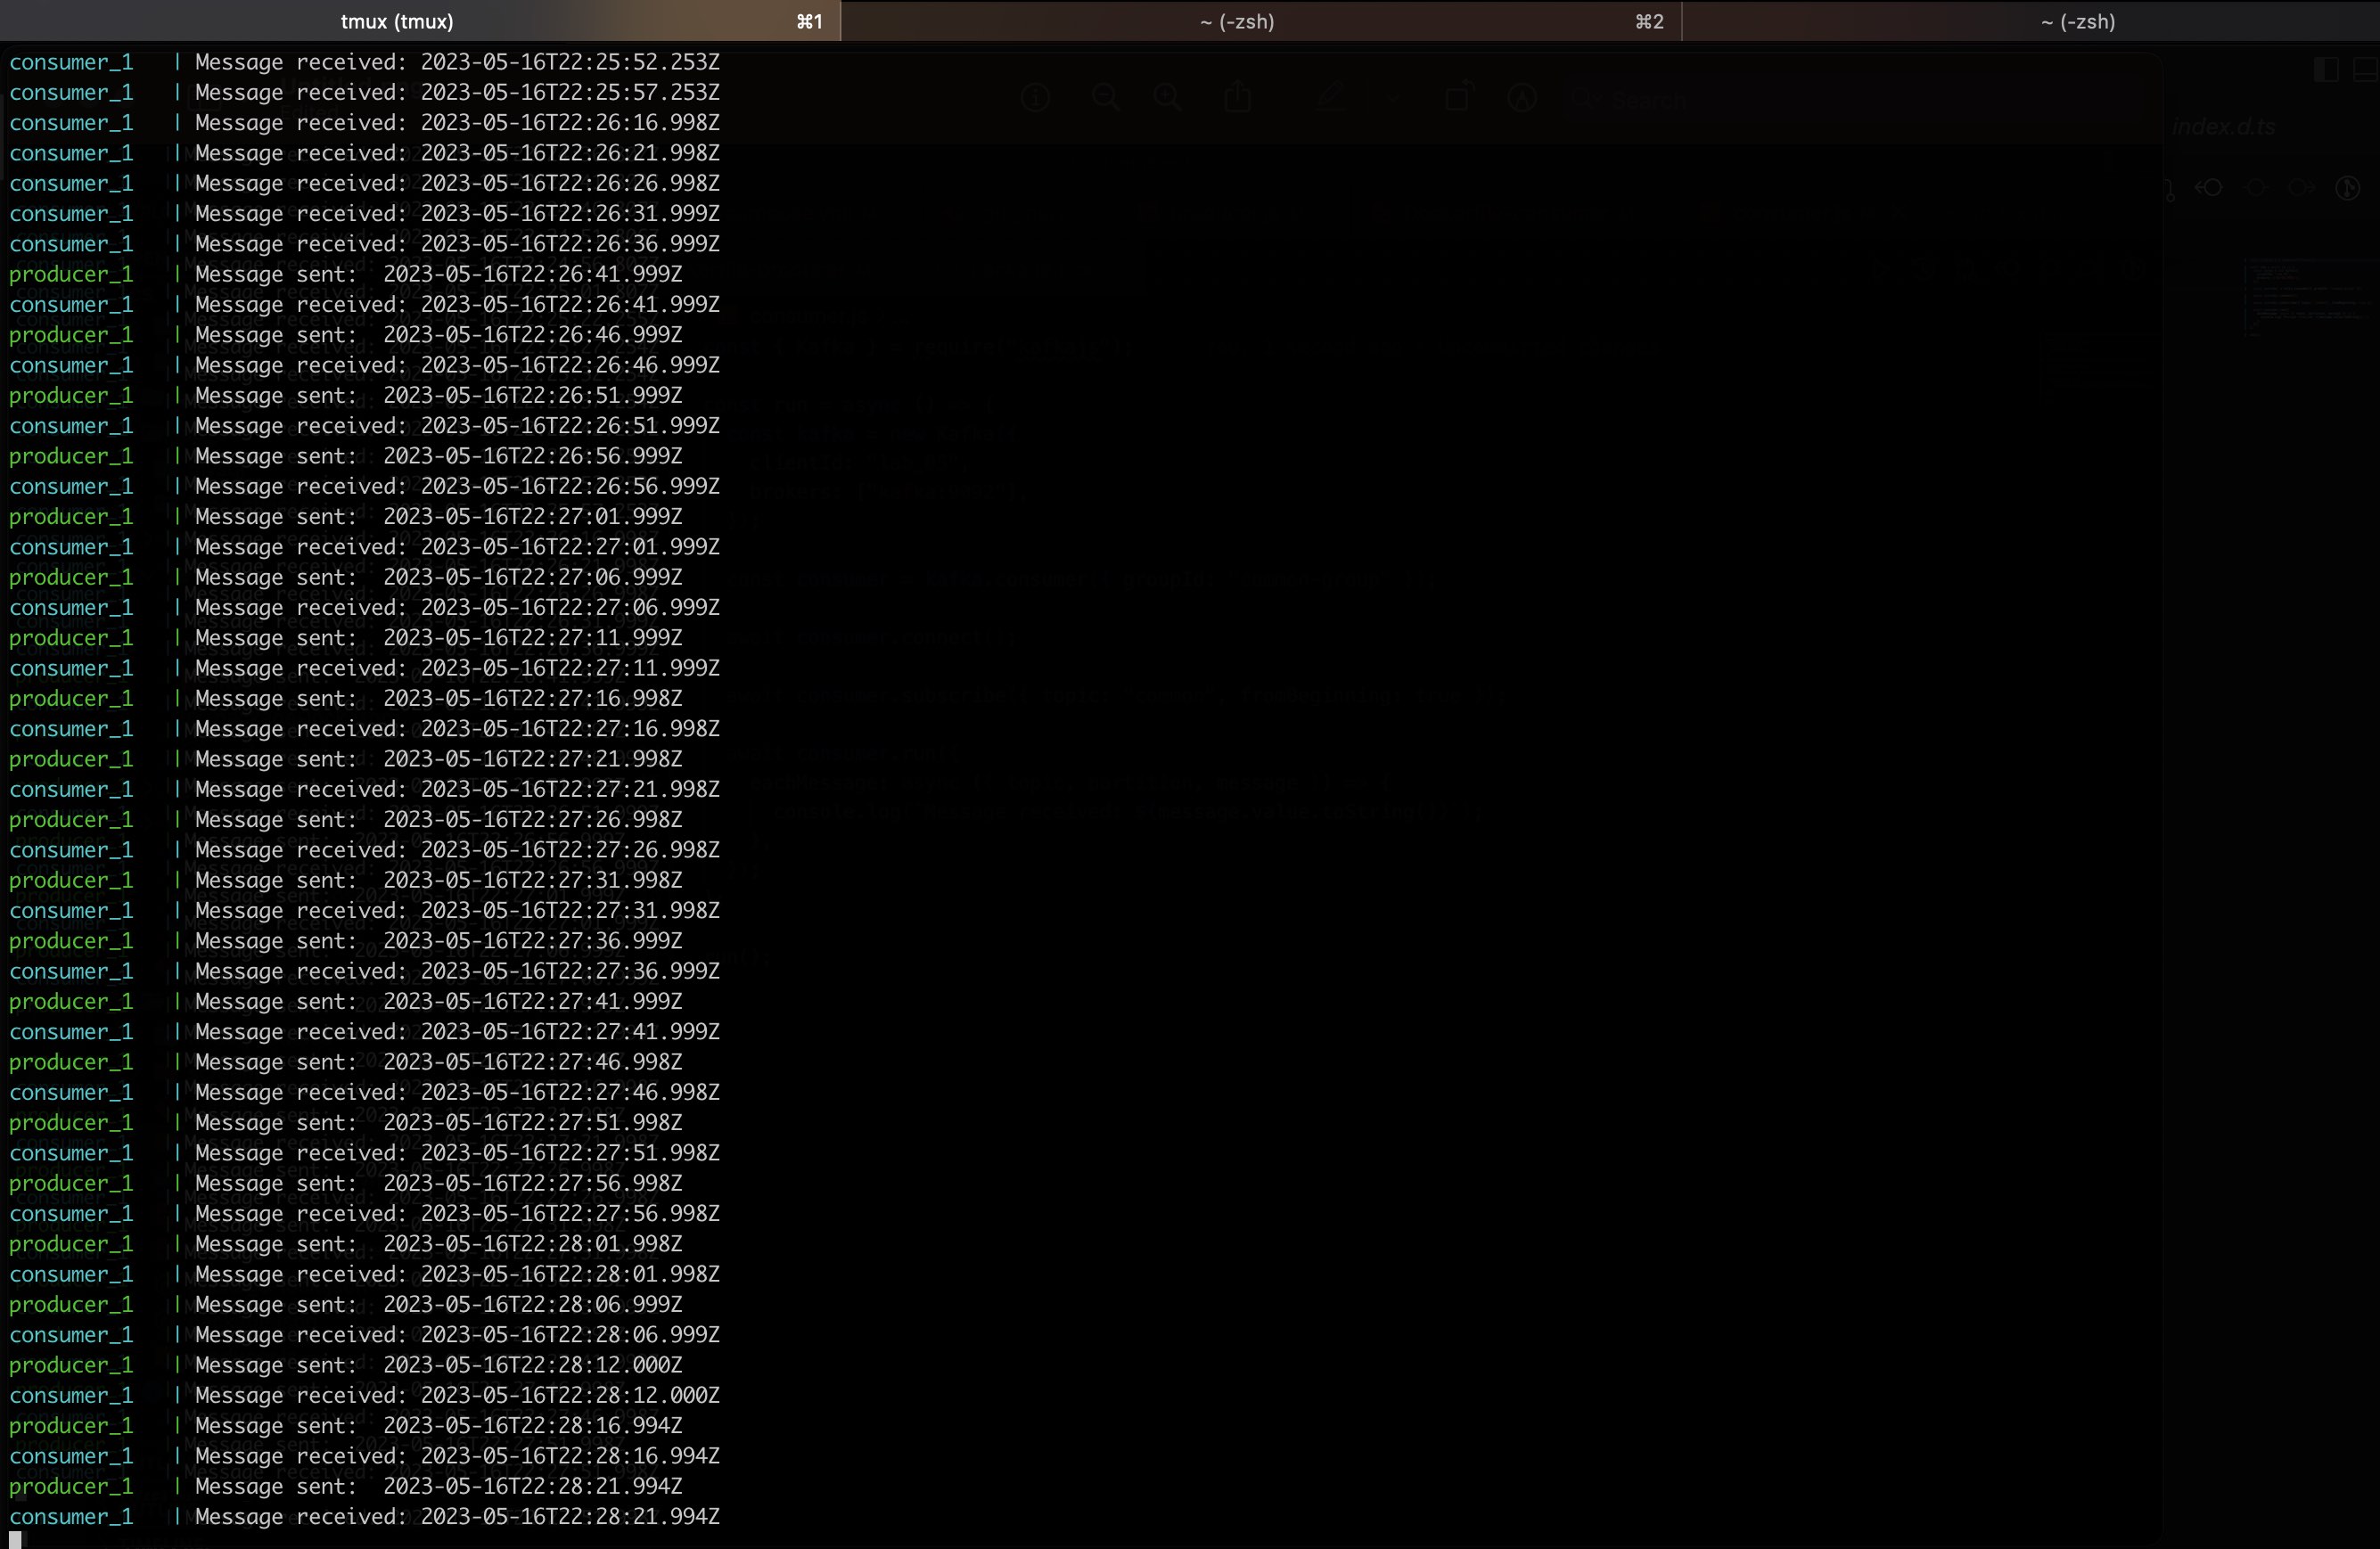 tmux (tmux) ⌘1 ~ (-zsh) ⌘2 ~ (-zsh)
consumer_1 | Message received: 2023-05-16T22:25:52.253Z
consumer_1 | Message received: 2023-05-16T22:25:57.253Z
consumer_1 | Message received: 2023-05-16T22:26:16.998Z
consumer_1 | Message received: 2023-05-16T22:26:21.998Z
consumer_1 | Message received: 2023-05-16T22:26:26.998Z
consumer_1 | Message received: 2023-05-16T22:26:31.999Z
consumer_1 | Message received: 2023-05-16T22:26:36.999Z
producer_1 | Message sent: 2023-05-16T22:26:41.999Z
consumer_1 | Message received: 2023-05-16T22:26:41.999Z
producer_1 | Message sent: 2023-05-16T22:26:46.999Z
consumer_1 | Message received: 2023-05-16T22:26:46.999Z
producer_1 | Message sent: 2023-05-16T22:26:51.999Z
consumer_1 | Message received: 2023-05-16T22:26:51.999Z
producer_1 | Message sent: 2023-05-16T22:26:56.999Z
consumer_1 | Message received: 2023-05-16T22:26:56.999Z
producer_1 | Message sent: 2023-05-16T22:27:01.999Z
consumer_1 | Message received: 2023-05-16T22:27:01.999Z
producer_1 | Message sent: 2023-05-16T22:27:06.999Z
consumer_1 | Message received: 2023-05-16T22:27:06.999Z
producer_1 | Message sent: 2023-05-16T22:27:11.999Z
consumer_1 | Message received: 2023-05-16T22:27:11.999Z
producer_1 | Message sent: 2023-05-16T22:27:16.998Z
consumer_1 | Message received: 2023-05-16T22:27:16.998Z
producer_1 | Message sent: 2023-05-16T22:27:21.998Z
consumer_1 | Message received: 2023-05-16T22:27:21.998Z
producer_1 | Message sent: 2023-05-16T22:27:26.998Z
consumer_1 | Message received: 2023-05-16T22:27:26.998Z
producer_1 | Message sent: 2023-05-16T22:27:31.998Z
consumer_1 | Message received: 2023-05-16T22:27:31.998Z
producer_1 | Message sent: 2023-05-16T22:27:36.999Z
consumer_1 | Message received: 2023-05-16T22:27:36.999Z
producer_1 | Message sent: 2023-05-16T22:27:41.999Z
consumer_1 | Message received: 2023-05-16T22:27:41.999Z
producer_1 | Message sent: 2023-05-16T22:27:46.998Z
consumer_1 | Message received: 2023-05-16T22:27:46.998Z
producer_1 | Message sent: 2023-05-16T22:27:51.998Z
consumer_1 | Message received: 2023-05-16T22:27:51.998Z
producer_1 | Message sent: 2023-05-16T22:27:56.998Z
consumer_1 | Message received: 2023-05-16T22:27:56.998Z
producer_1 | Message sent: 2023-05-16T22:28:01.998Z
consumer_1 | Message received: 2023-05-16T22:28:01.998Z
producer_1 | Message sent: 2023-05-16T22:28:06.999Z
consumer_1 | Message received: 2023-05-16T22:28:06.999Z
producer_1 | Message sent: 2023-05-16T22:28:12.000Z
consumer_1 | Message received: 2023-05-16T22:28:12.000Z
producer_1 | Message sent: 2023-05-16T22:28:16.994Z
consumer_1 | Message received: 2023-05-16T22:28:16.994Z
producer_1 | Message sent: 2023-05-16T22:28:21.994Z
consumer_1 | Message received: 2023-05-16T22:28:21.994Z
Search
index.d.ts